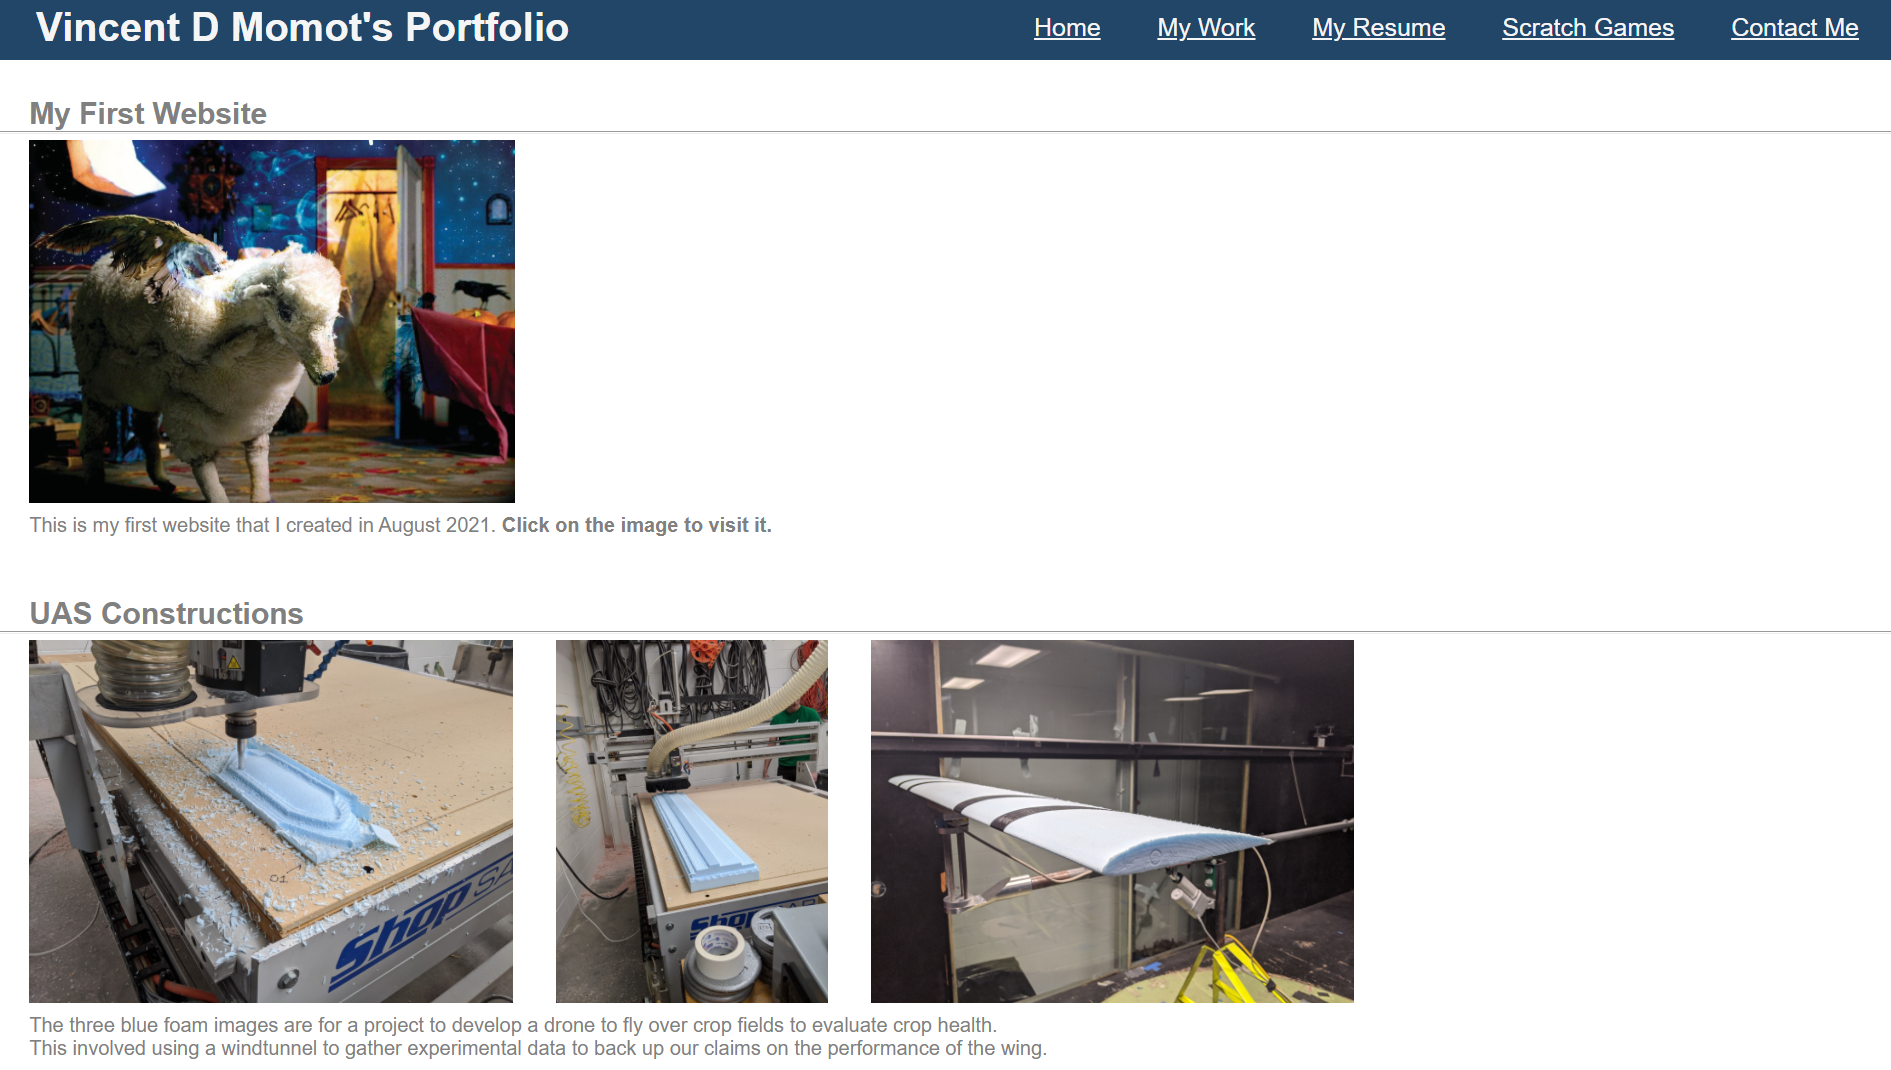 Vincent D Momot's Portfolio
Home My Work My Resume Scratch Games Contact Me
My First Website
This is my first website that I created in August 2021. Click on the image to visit it.
UAS Constructions
01
Shop SA
Shop
The three blue foam images are for a project to develop a drone to fly over crop fields to evaluate crop health.
This involved using a windtunnel to gather experimental data to back up our claims on the performance of the wing.